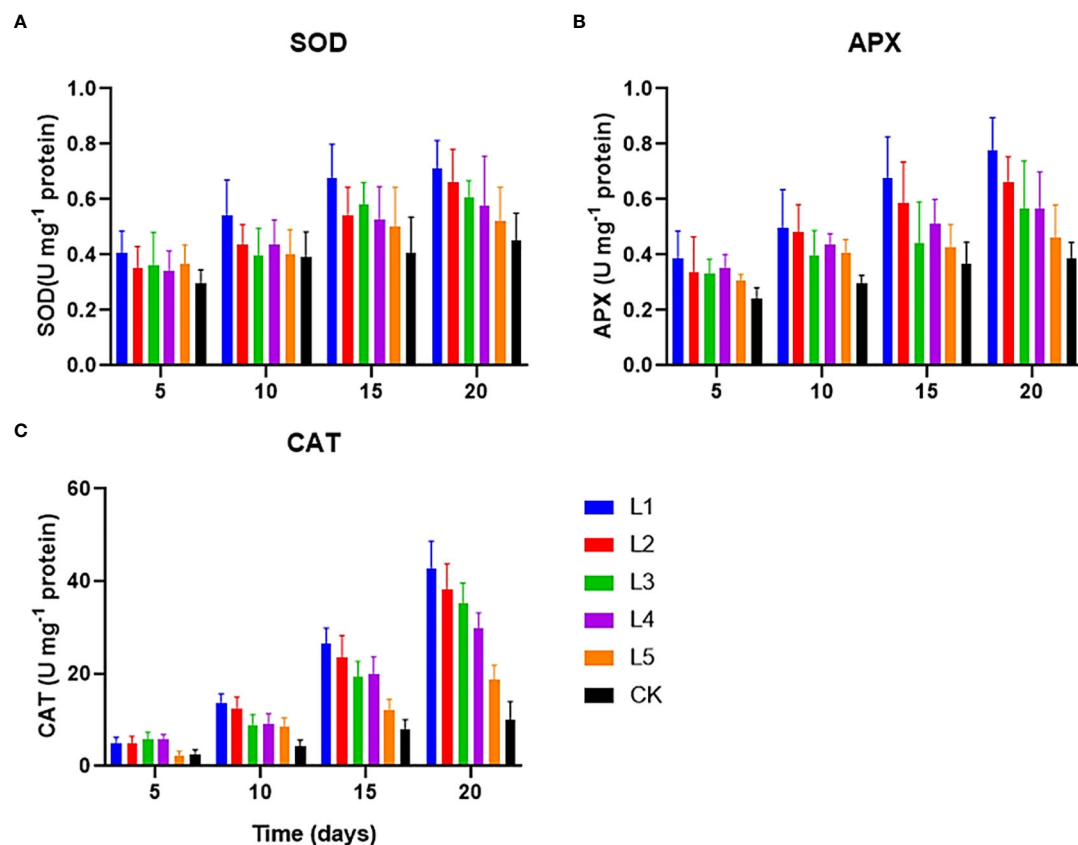 A
SOD
SOD(U mg⁻¹ protein)
1.0
0.8
0.6
0.4
0.2
0.0
5 10 15 20
B
APX
APX (U mg⁻¹ protein)
1.0
0.8
0.6
0.4
0.2
0.0
5 10 15 20
C
CAT
CAT (U mg⁻¹ protein)
60
40
20
0
5 10 15 20
Time (days)
L1
L2
L3
L4
L5
CK